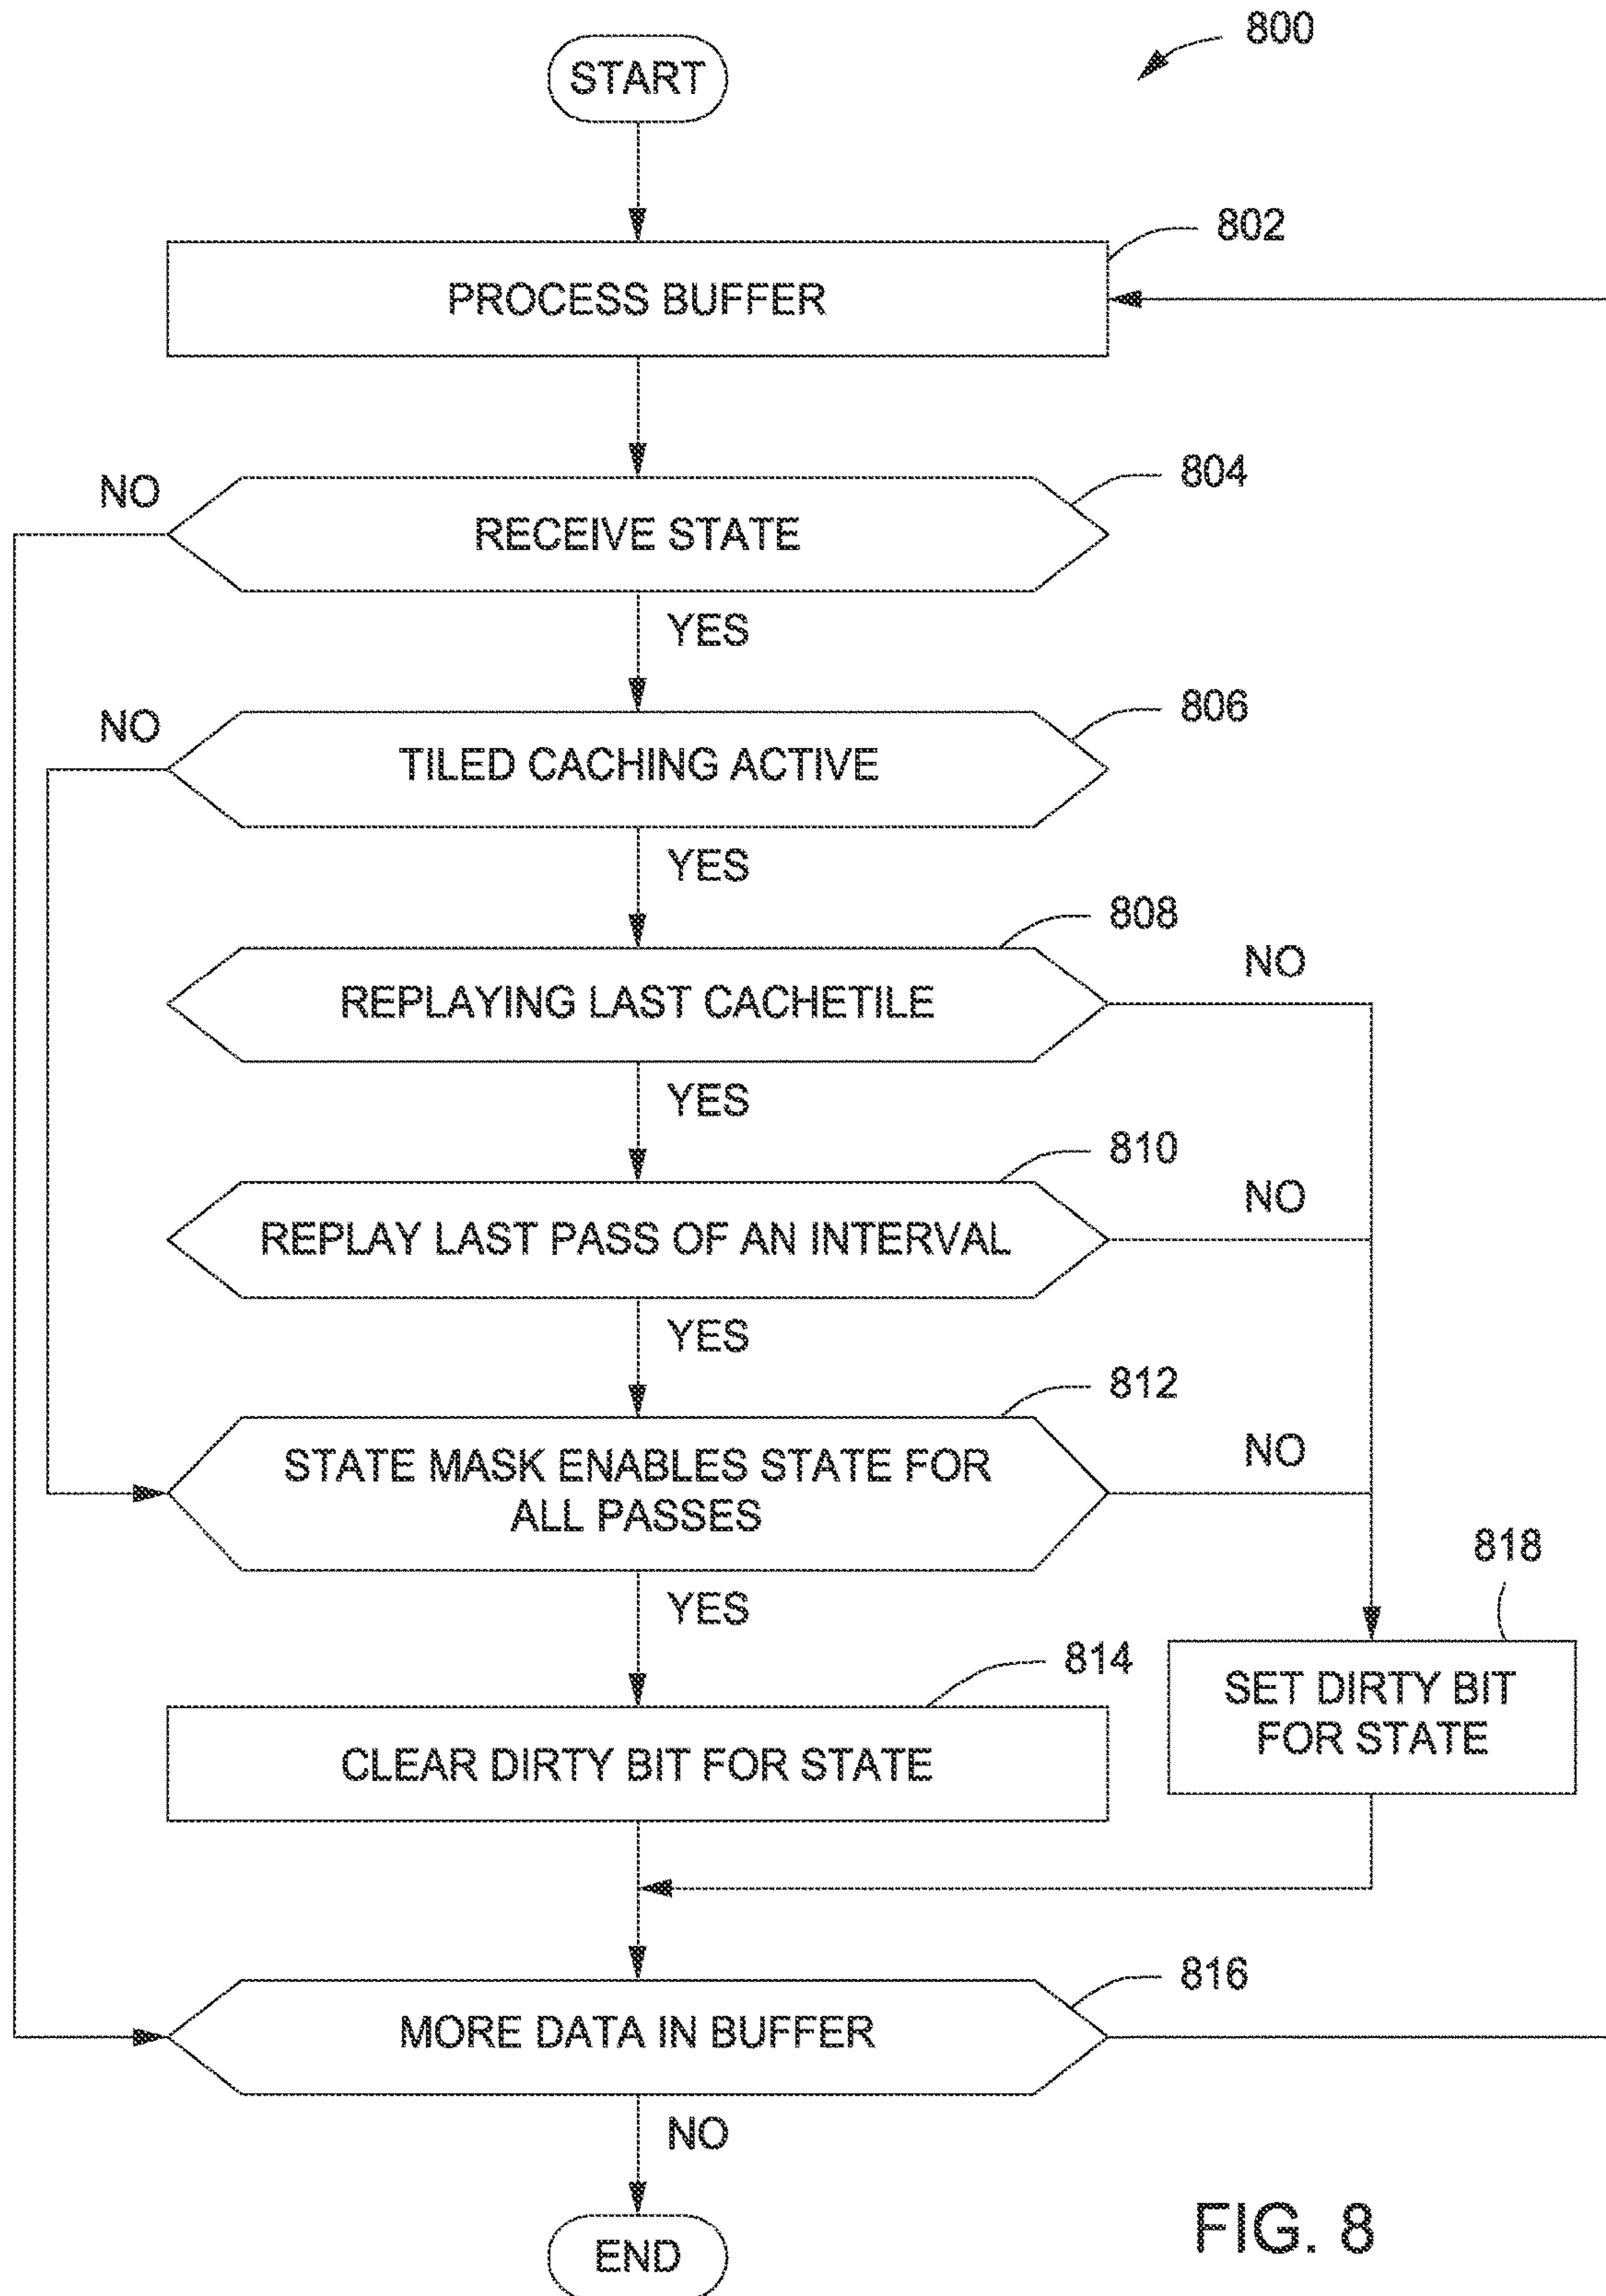 800
START
802
PROCESS BUFFER
804
NO
RECEIVE STATE
YES
806
NO
TILED CACHING ACTIVE
YES
808
NO
REPLAYING LAST CACHETILE
YES
810
NO
REPLAY LAST PASS OF AN INTERVAL
YES
812
NO
STATE MASK ENABLES STATE FOR
ALL PASSES
YES
818
814
SET DIRTY BIT
FOR STATE
CLEAR DIRTY BIT FOR STATE
816
MORE DATA IN BUFFER
NO
END
FIG. 8